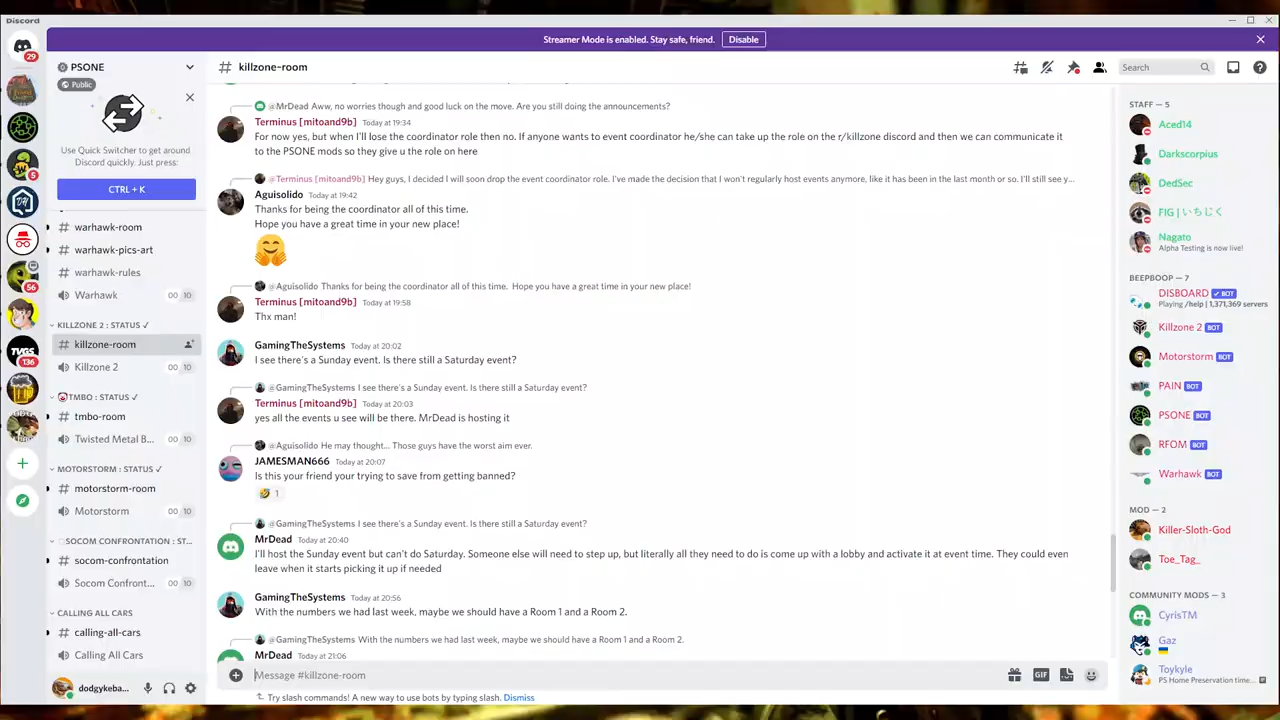 Discord
Streamer Mode is enabled. Stay safe, friend. Disable
29
5
56
TVGS
136
PSONE
Public
Use Quick Switcher to get around
Discord quickly. Just press:
CTRL + K
# warhawk-room
# warhawk-pics-art
# warhawk-rules
Warhawk 00 10
KILLZONE 2 : STATUS ✓
# killzone-room
Killzone 2 00 10
TMBO : STATUS ✓
# tmbo-room
Twisted Metal B... 00 10
MOTORSTORM : STATUS ✓
# motorstorm-room
Motorstorm 00 10
SOCOM CONFRONTATION : ST...
# socom-confrontation
Socom Confront... 00 10
CALLING ALL CARS
# calling-all-cars
Calling All Cars
dodgykeba...
# killzone-room
Search
@MrDead Aww, no worries though and good luck on the move. Are you still doing the announcements?
Terminus [mitoand9b] Today at 19:34
For now yes, but when I'll lose the coordinator role then no. If anyone wants to event coordinator he/she can take up the role on the r/killzone discord and then we can communicate it
to the PSONE mods so they give u the role on here
@Terminus [mitoand9b] Hey guys, I decided I will soon drop the event coordinator role. I've made the decision that I won't regularly host events anymore, like it has been in the last month or so. I'll still see y...
Aguisolido Today at 19:42
Thanks for being the coordinator all of this time.
Hope you have a great time in your new place!
🤗
@Aguisolido Thanks for being the coordinator all of this time. Hope you have a great time in your new place!
Terminus [mitoand9b] Today at 19:58
Thx man!
GamingTheSystems Today at 20:02
I see there's a Sunday event. Is there still a Saturday event?
@GamingTheSystems I see there's a Sunday event. Is there still a Saturday event?
Terminus [mitoand9b] Today at 20:03
yes all the events u see will be there. MrDead is hosting it
@Aguisolido He may thought... Those guys have the worst aim ever.
JAMESMAN666 Today at 20:07
Is this your friend your trying to save from getting banned?
🤣 1
@GamingTheSystems I see there's a Sunday event. Is there still a Saturday event?
MrDead Today at 20:40
I'll host the Sunday event but can't do Saturday. Someone else will need to step up, but literally all they need to do is come up with a lobby and activate it at event time. They could even
leave when it starts picking it up if needed
GamingTheSystems Today at 20:56
With the numbers we had last week, maybe we should have a Room 1 and a Room 2.
@GamingTheSystems With the numbers we had last week, maybe we should have a Room 1 and a Room 2.
MrDead Today at 21:06
Message #killzone-room
GIF
Try slash commands! A new way to use bots by typing slash. Dismiss
STAFF — 5
Aced14
Darkscorpius
DedSec
FIG | いちじく
Nagato
Alpha Testing is now live!
BEEPBOOP — 7
DISBOARD ✓ BOT
Playing /help | 1,371,369 servers
Killzone 2 BOT
Motorstorm BOT
PAIN BOT
PSONE BOT
RFOM BOT
Warhawk BOT
MOD — 2
Killer-Sloth-God
Toe_Tag_
COMMUNITY MODS — 3
CyrisTM
Gaz
Toykyle
PS Home Preservation time...